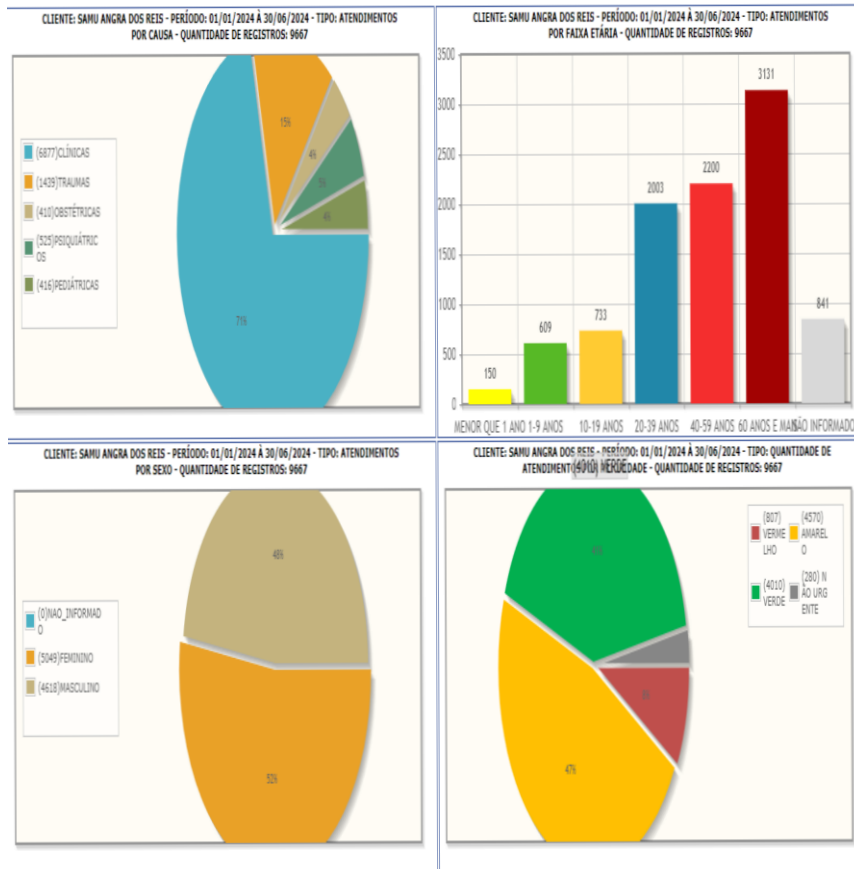 CLIENTE: SAMU ANGRA DOS REIS - PERÍODO: 01/01/2024 À 30/06/2024 - TIPO: ATENDIMENTOS
POR CAUSA - QUANTIDADE DE REGISTROS: 9667
(6877)CLÍNICAS
(1439)TRAUMAS
(410)OBSTÉTRICAS
(525)PSIQUIÁTRIC
OS
(416)PEDIÁTRICAS
15%
4%
5%
4%
71%
CLIENTE: SAMU ANGRA DOS REIS - PERÍODO: 01/01/2024 À 30/06/2024 - TIPO: ATENDIMENTOS
POR FAIXA ETÁRIA - QUANTIDADE DE REGISTROS: 9667
3500
3000
2500
2000
1500
1000
500
0
150
609
733
2003
2200
3131
841
MENOR QUE 1 ANO
1-9 ANOS
10-19 ANOS
20-39 ANOS
40-59 ANOS
60 ANOS E MAIS
NÃO INFORMADO
CLIENTE: SAMU ANGRA DOS REIS - PERÍODO: 01/01/2024 À 30/06/2024 - TIPO: ATENDIMENTOS
POR SEXO - QUANTIDADE DE REGISTROS: 9667
(0)NAO_INFORMAD
O
(5049)FEMININO
(4618)MASCULINO
48%
52%
CLIENTE: SAMU ANGRA DOS REIS - PERÍODO: 01/01/2024 À 30/06/2024 - TIPO: QUANTIDADE DE
ATENDIMENTOS - QUANTIDADE DE REGISTROS: 9667
(4010) VERDE
(807)
VERME
LHO
(4570)
AMAREL
O
(4010)
VERDE
(280) N
ÃO URG
ENTE
47%